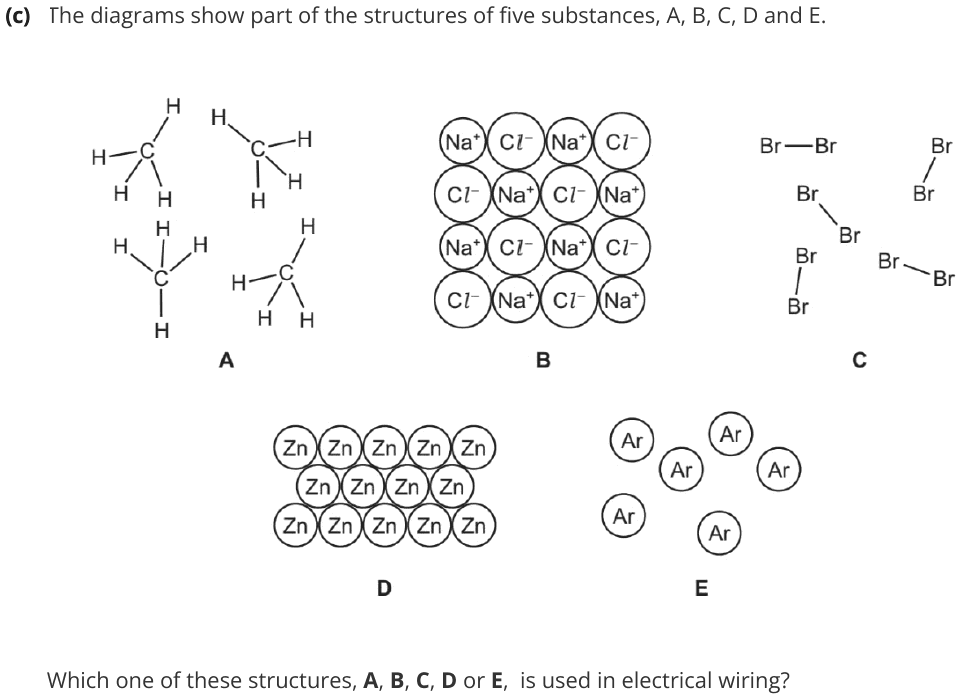 (c) The diagrams show part of the structures of five substances, A, B, C, D and E.
H H
H C C H
H H H H
H H
H H
C H C
H H H
A
Na⁺ Cl⁻ Na⁺ Cl⁻
Cl⁻ Na⁺ Cl⁻ Na⁺
Na⁺ Cl⁻ Na⁺ Cl⁻
Cl⁻ Na⁺ Cl⁻ Na⁺
B
Br—Br Br
Br Br
Br
Br Br
Br Br
C
Zn Zn Zn Zn Zn
Zn Zn Zn Zn
Zn Zn Zn Zn Zn
D
Ar Ar
Ar Ar
Ar Ar
E
Which one of these structures, A, B, C, D or E, is used in electrical wiring?